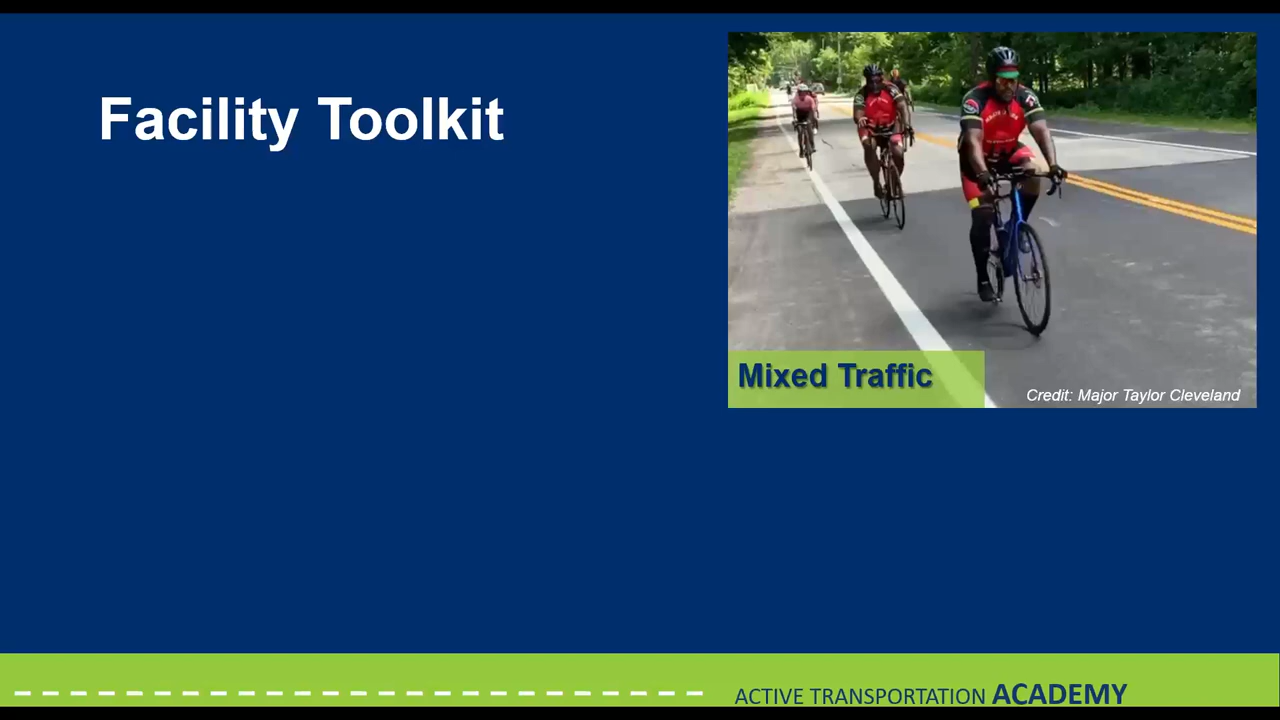 Facility Toolkit
Mixed Traffic
Credit: Major Taylor Cleveland
ACTIVE TRANSPORTATION ACADEMY